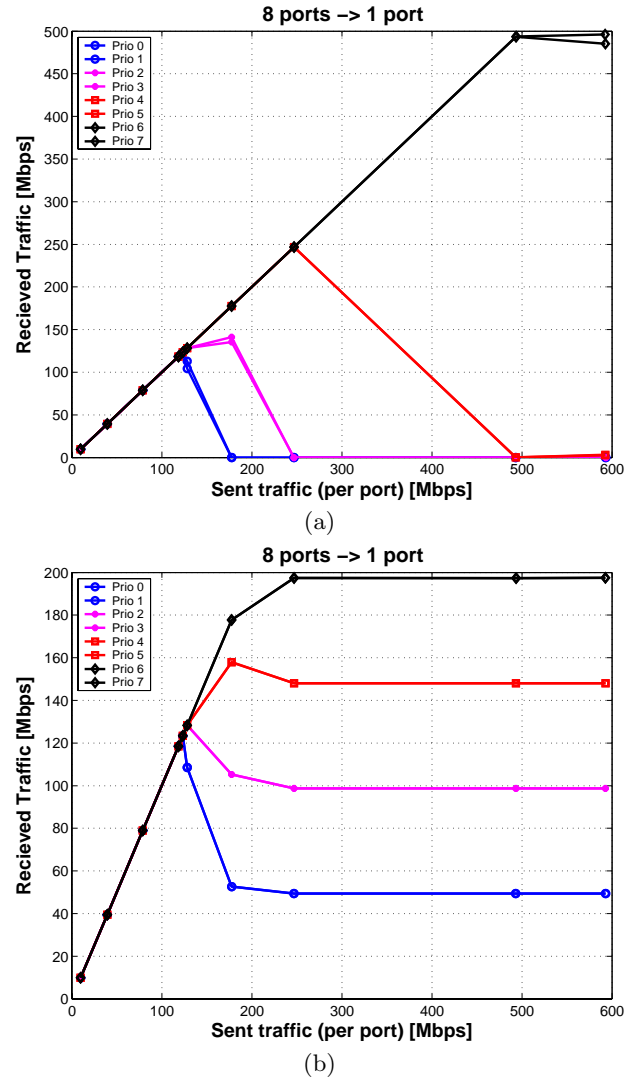 8 ports −> 1 port
Recieved Traffic [Mbps]
500
450
400
350
300
250
200
150
100
50
0
Prio 0
Prio 1
Prio 2
Prio 3
Prio 4
Prio 5
Prio 6
Prio 7
0 100 200 300 400 500 600
Sent traffic (per port) [Mbps]
(a)
8 ports −> 1 port
Recieved Traffic [Mbps]
200
180
160
140
120
100
80
60
40
20
0
Prio 0
Prio 1
Prio 2
Prio 3
Prio 4
Prio 5
Prio 6
Prio 7
0 100 200 300 400 500 600
Sent traffic (per port) [Mbps]
(b)